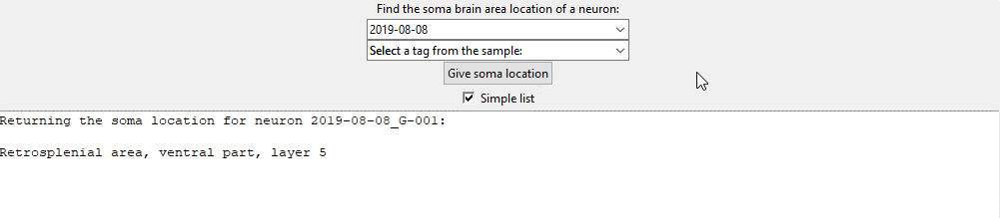 Find the soma brain area location of a neuron:
2019-08-08
Select a tag from the sample:
Give soma location
Simple list
Returning the soma location for neuron 2019-08-08_G-001:
Retrosplenial area, ventral part, layer 5